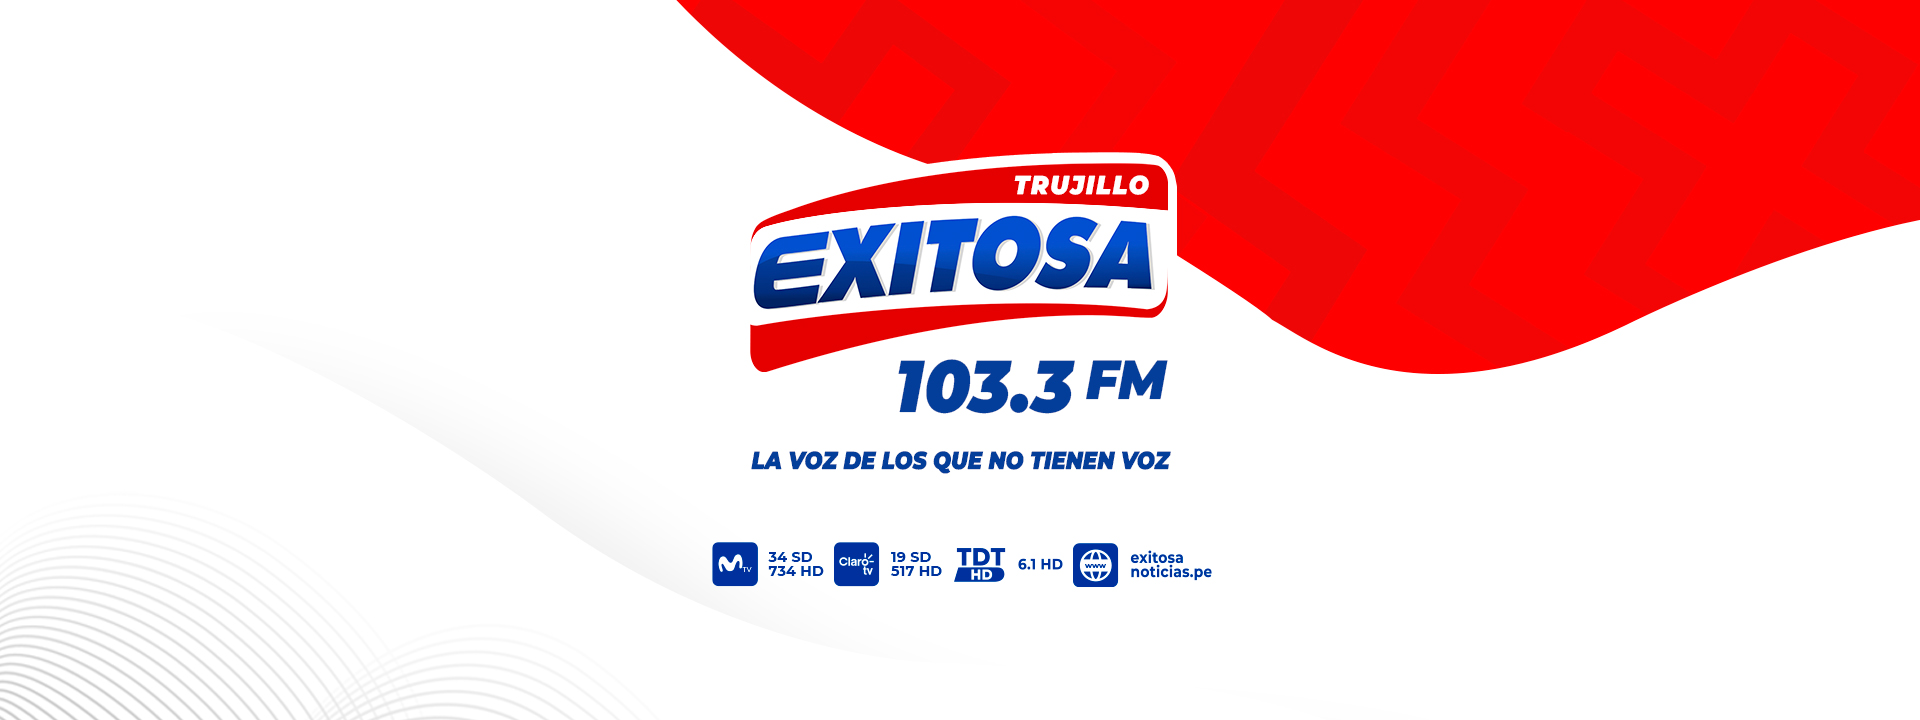 TRUJILLO
EXITOSA
103.3 FM
LA VOZ DE LOS QUE NO TIENEN VOZ
TV
34 SD
734 HD
Claro
tv
19 SD
517 HD
TDT
HD
6.1 HD
www
exitosa
noticias.pe